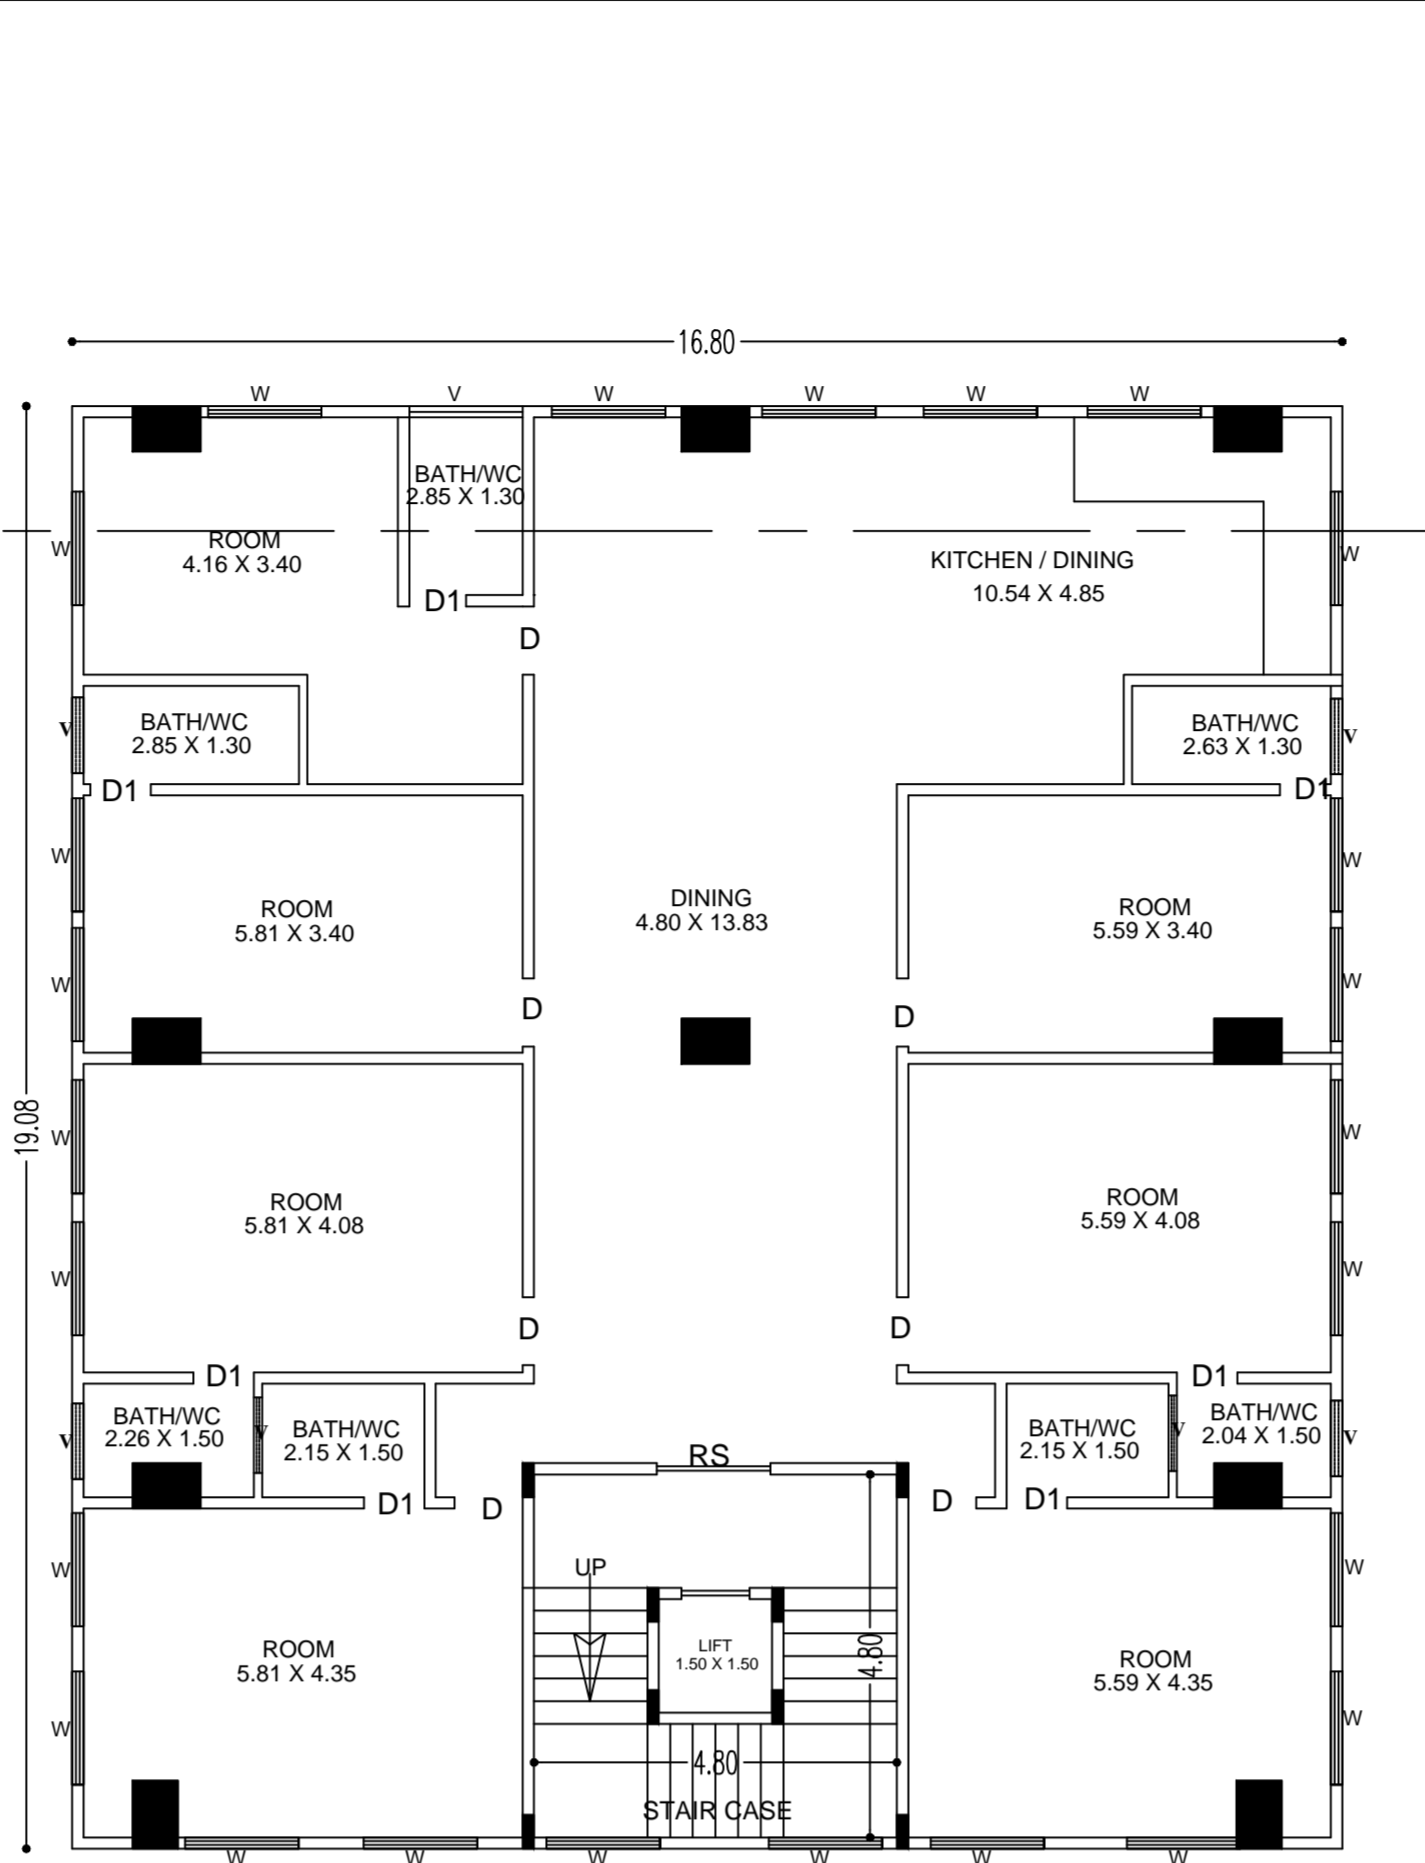 16.80
W V W W W W
BATH/WC
2.85 X 1.30
ROOM
4.16 X 3.40
W
KITCHEN / DINING
10.54 X 4.85
W
D1
D
BATH/WC
2.85 X 1.30
V
D1
BATH/WC
2.63 X 1.30
V
D1
W
ROOM
5.81 X 3.40
W
DINING
4.80 X 13.83
ROOM
5.59 X 3.40
W
W
D
D
19.08
W
ROOM
5.81 X 4.08
W
ROOM
5.59 X 4.08
W
W
D
D
D1
D1
BATH/WC
2.26 X 1.50
V
V
BATH/WC
2.15 X 1.50
BATH/WC
2.15 X 1.50
V
BATH/WC
2.04 X 1.50
V
RS
D1
D
D
D1
UP
W
W
LIFT
1.50 X 1.50
4.80
ROOM
5.81 X 4.35
ROOM
5.59 X 4.35
W
W
4.80
STAIR CASE
W W W W W W